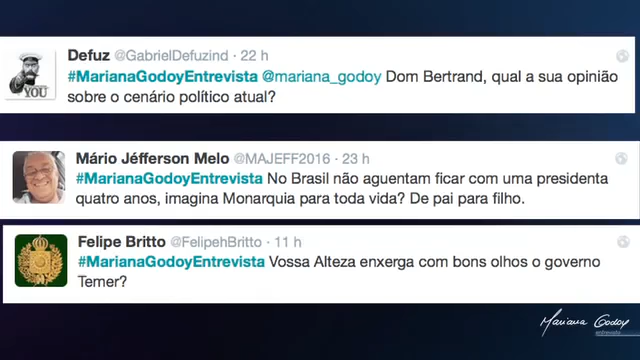 YOU
Defuz @GabrielDefuzind · 22 h
#MarianaGodoyEntrevista @mariana_godoy Dom Bertrand, qual a sua opinião
sobre o cenário político atual?
Mário Jéfferson Melo @MAJEFF2016 · 23 h
#MarianaGodoyEntrevista No Brasil não aguentam ficar com uma presidenta
quatro anos, imagina Monarquia para toda vida? De pai para filho.
Felipe Britto @FelipehBritto · 11 h
#MarianaGodoyEntrevista Vossa Alteza enxerga com bons olhos o governo
Temer?
Mariana Godoy
entrevista